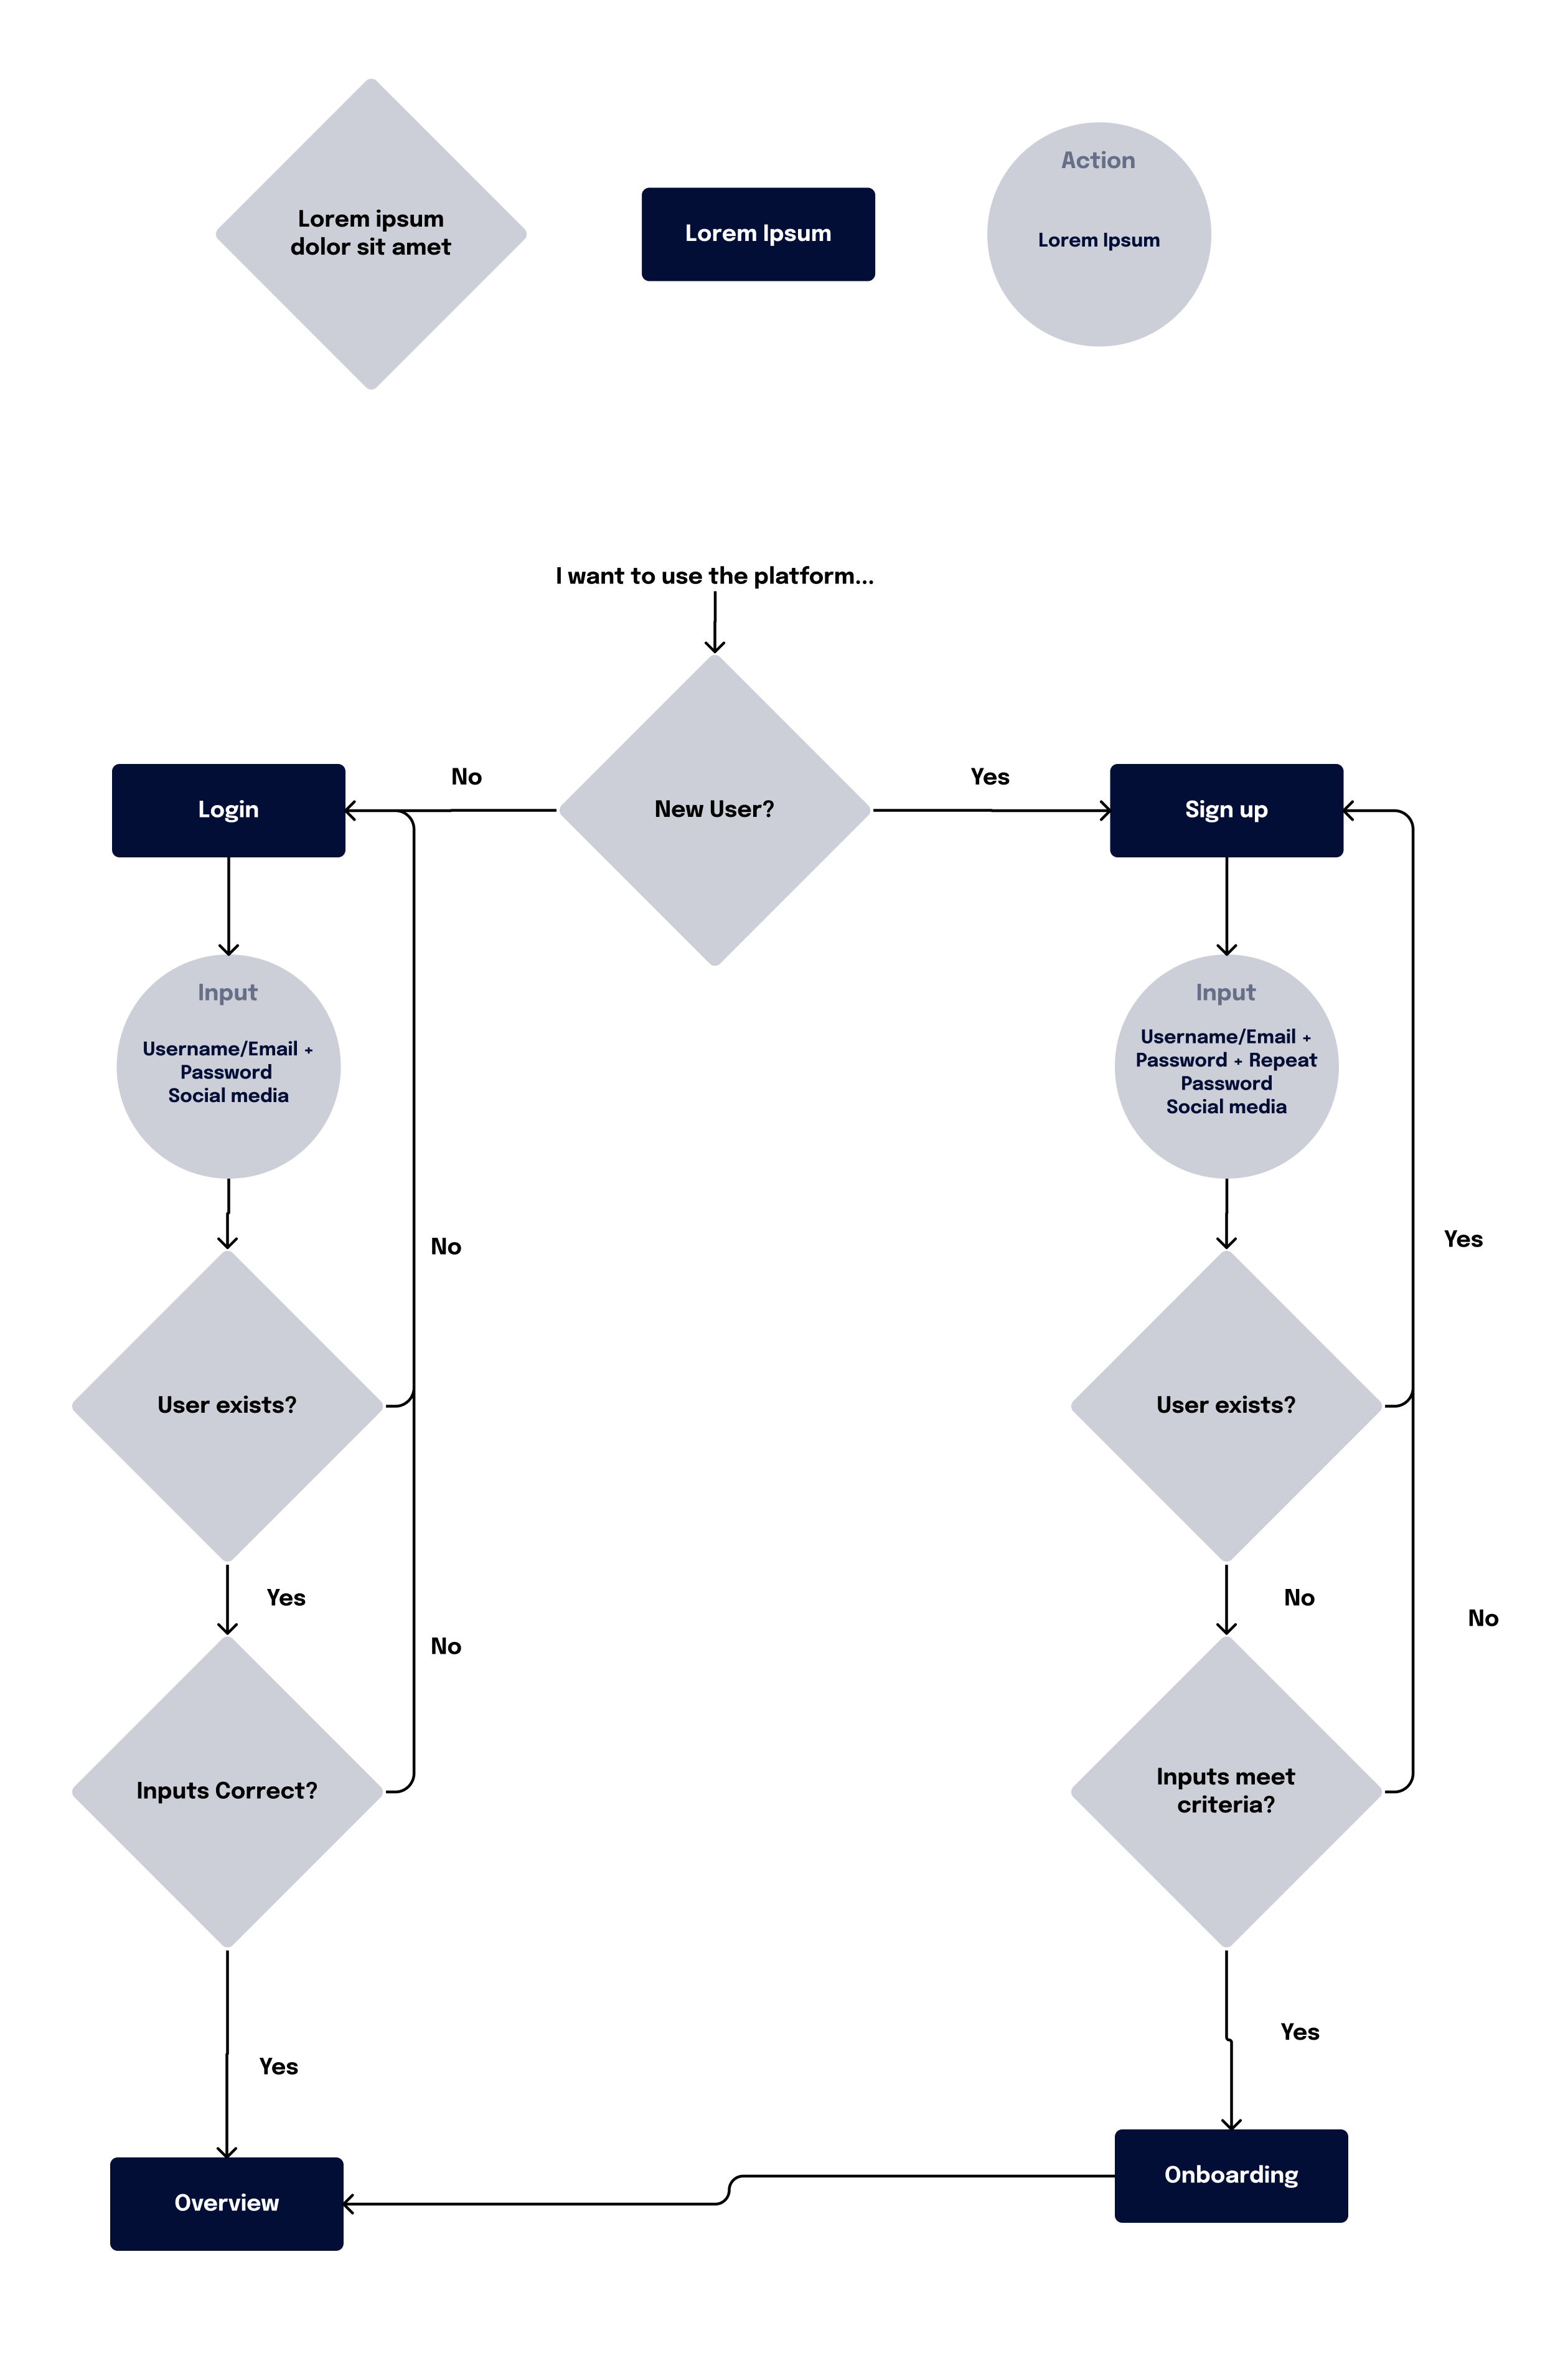 Lorem ipsum
dolor sit amet
Lorem Ipsum
Action
Lorem Ipsum
I want to use the platform...
No
Yes
Login
New User?
Sign up
Input
Username/Email +
Password
Social media
Input
Username/Email +
Password + Repeat
Password
Social media
No
Yes
User exists?
User exists?
Yes
No
No
No
Inputs Correct?
Inputs meet
criteria?
Yes
Yes
Onboarding
Overview